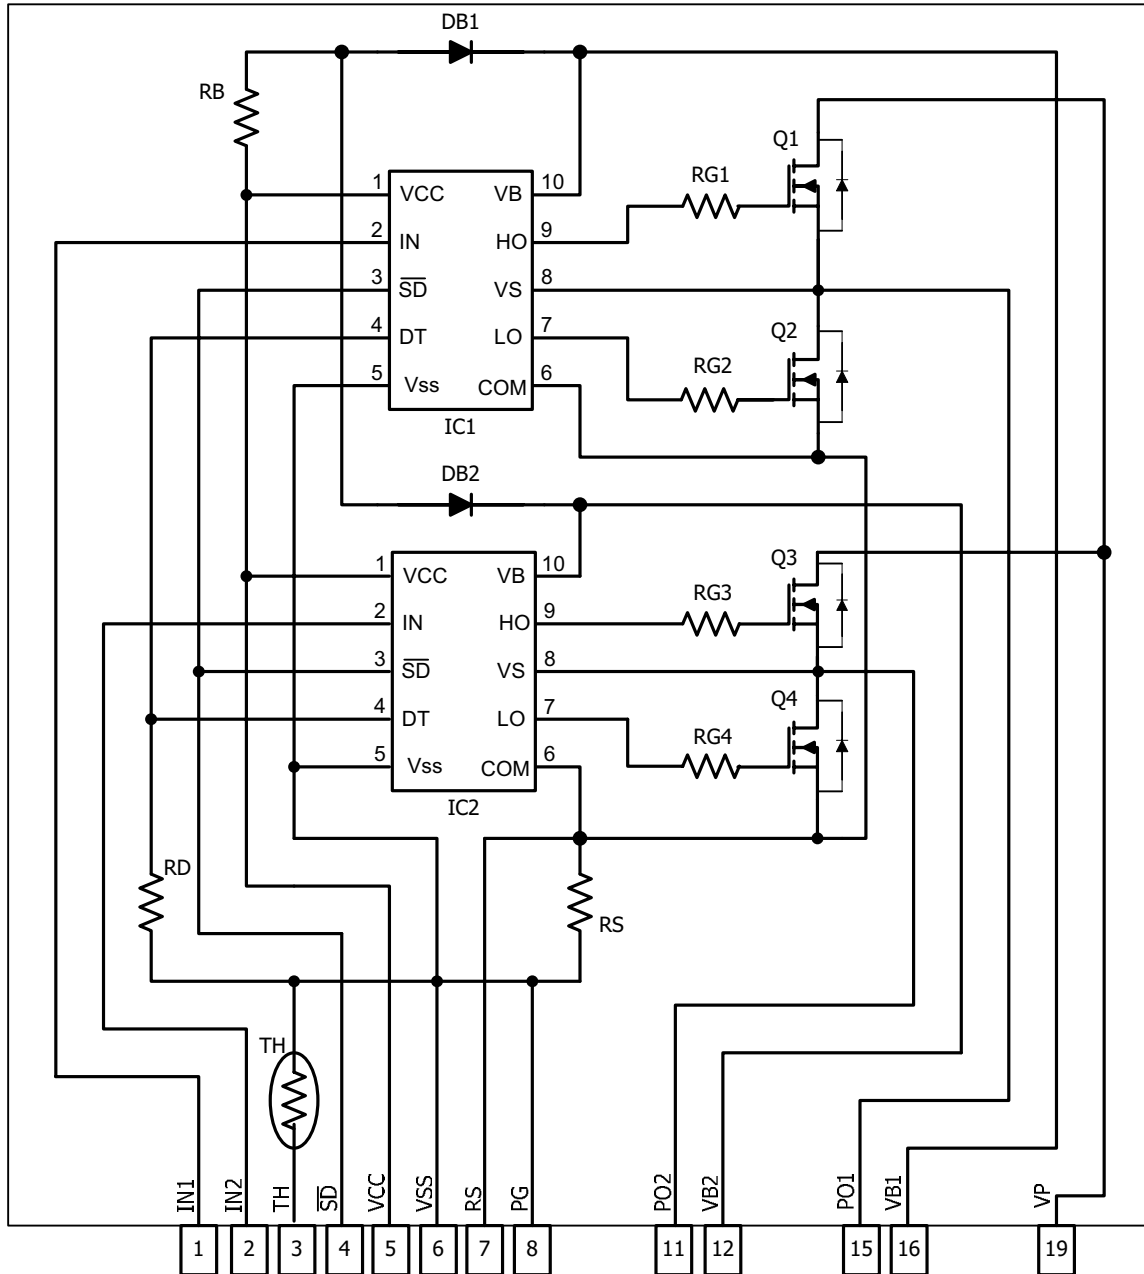 DB1
RB
Q1
RG1
1 VCC VB 10
2 IN HO 9
3 S̅D̅ VS 8
4 DT LO 7
5 Vss COM 6
IC1
Q2
RG2
DB2
1 VCC VB 10
2 IN HO 9
3 S̅D̅ VS 8
4 DT LO 7
5 Vss COM 6
IC2
Q3
RG3
Q4
RG4
RD
RS
TH
IN1
IN2
TH
S̅D̅
VCC
VSS
RS
PG
PO2
VB2
PO1
VB1
VP
1 2 3 4 5 6 7 8 11 12 15 16 19